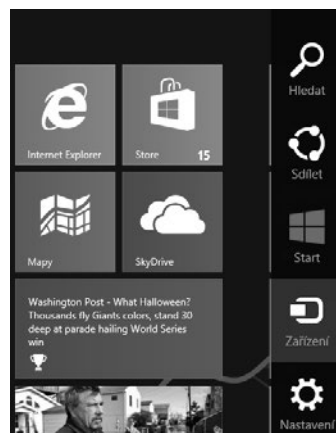 Internet Explorer
Store
15
Mapy
SkyDrive
Washington Post - What Halloween?
Thousands fly Giants colors, stand 30
deep at parade hailing World Series
win
Hledat
Sdílet
Start
Zařízení
Nastavení